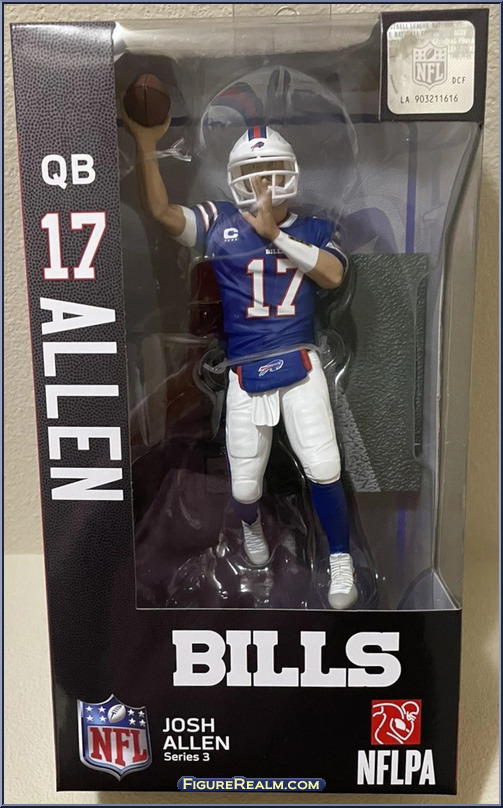 NFL
DCF
LA 903211616
QB
17
ALLEN
C
BILLS
17
BILLS
NFL
JOSH
ALLEN
Series 3
NFLPA
FIGUREREALM.COM